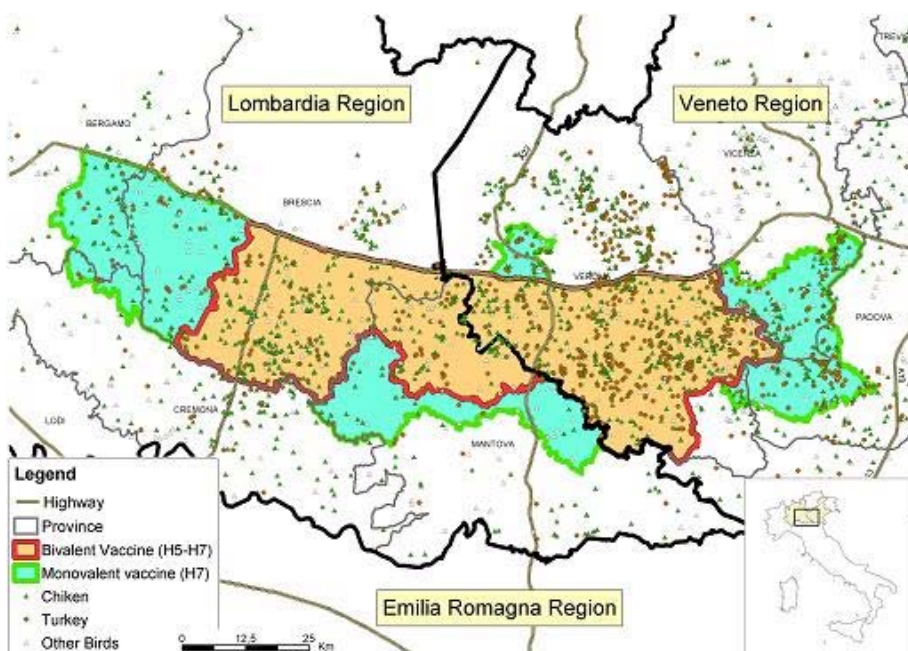 TREVI
Lombardia Region
Veneto Region
BERGAMO
VICENZA
BRESCIA
VERONA
PADOVA
CREMONA
LODI
MANTOVA
Legend
Highway
Province
Bivalent Vaccine (H5-H7)
Monovalent vaccine (H7)
Chiken
Turkey
Other Birds
Emilia Romagna Region
0 12,5 25
Km